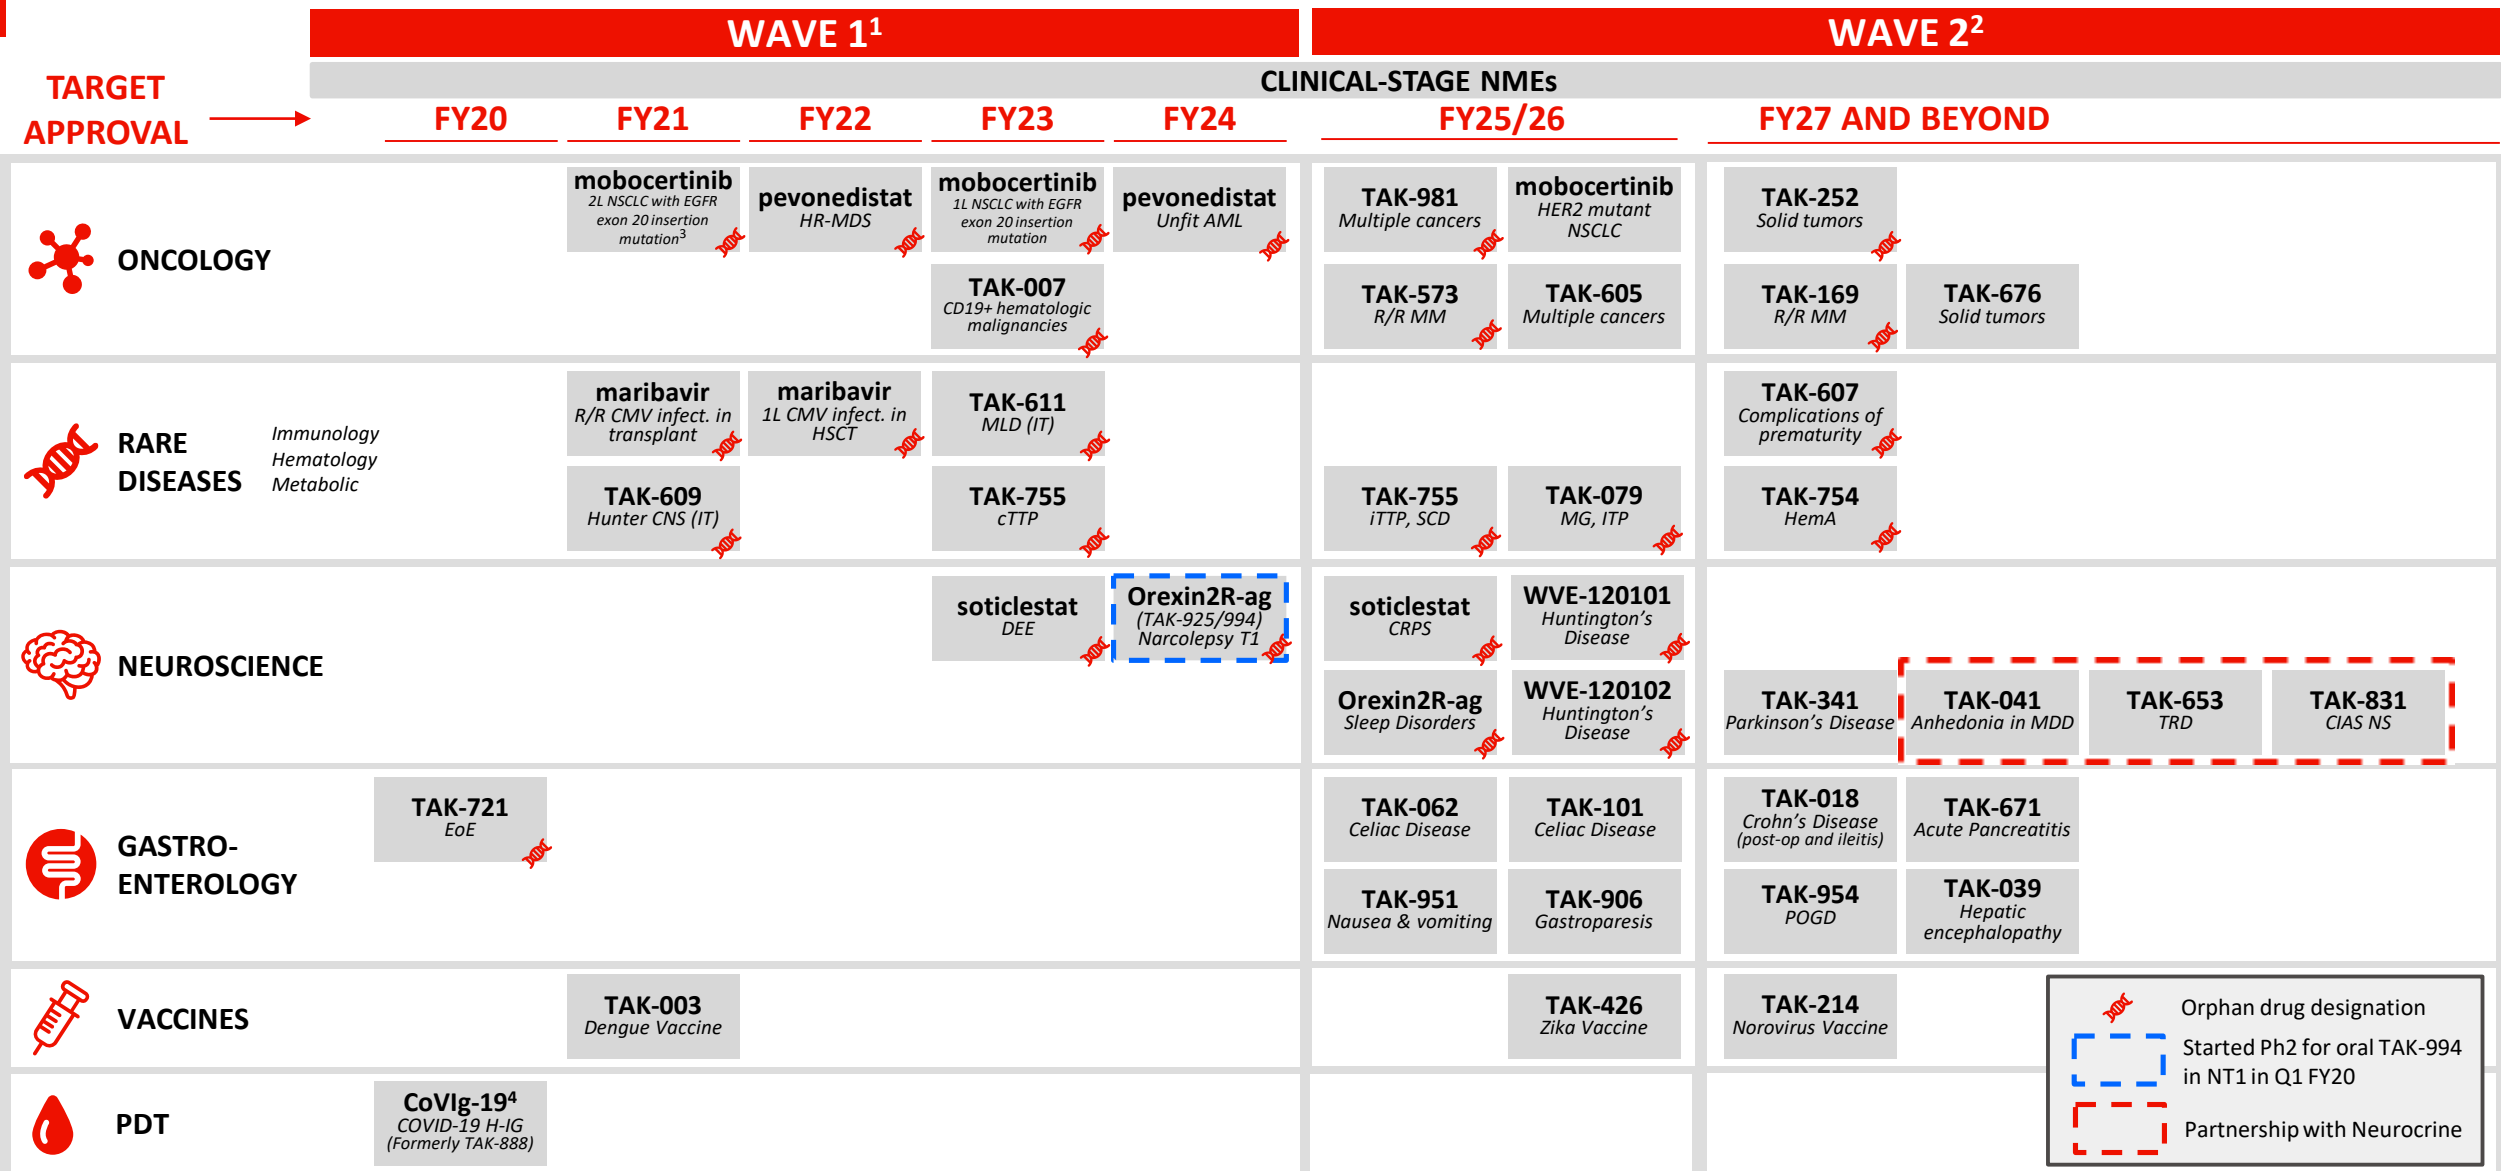 WAVE 1¹
WAVE 2²
CLINICAL-STAGE NMEs
TARGET
APPROVAL
FY20
FY21
FY22
FY23
FY24
FY25/26
FY27 AND BEYOND
ONCOLOGY
mobocertinib
2L NSCLC with EGFR
exon 20 insertion
mutation³
pevonedistat
HR-MDS
mobocertinib
1L NSCLC with EGFR
exon 20 insertion
mutation
pevonedistat
Unfit AML
TAK-981
Multiple cancers
mobocertinib
HER2 mutant
NSCLC
TAK-252
Solid tumors
TAK-007
CD19+ hematologic
malignancies
TAK-573
R/R MM
TAK-605
Multiple cancers
TAK-169
R/R MM
TAK-676
Solid tumors
RARE
DISEASES
Immunology
Hematology
Metabolic
maribavir
R/R CMV infect. in
transplant
maribavir
1L CMV infect. in
HSCT
TAK-611
MLD (IT)
TAK-607
Complications of
prematurity
TAK-609
Hunter CNS (IT)
TAK-755
cTTP
TAK-755
iTTP, SCD
TAK-079
MG, ITP
TAK-754
HemA
NEUROSCIENCE
soticlestat
DEE
Orexin2R-ag
(TAK-925/994)
Narcolepsy T1
soticlestat
CRPS
WVE-120101
Huntington's
Disease
Orexin2R-ag
Sleep Disorders
WVE-120102
Huntington's
Disease
TAK-341
Parkinson's Disease
TAK-041
Anhedonia in MDD
TAK-653
TRD
TAK-831
CIAS NS
GASTRO-
ENTEROLOGY
TAK-721
EoE
TAK-062
Celiac Disease
TAK-101
Celiac Disease
TAK-018
Crohn's Disease
(post-op and ileitis)
TAK-671
Acute Pancreatitis
TAK-951
Nausea & vomiting
TAK-906
Gastroparesis
TAK-954
POGD
TAK-039
Hepatic
encephalopathy
VACCINES
TAK-003
Dengue Vaccine
TAK-426
Zika Vaccine
TAK-214
Norovirus Vaccine
PDT
CoVIg-19⁴
COVID-19 H-IG
(Formerly TAK-888)
Orphan drug designation
Started Ph2 for oral TAK-994
in NT1 in Q1 FY20
Partnership with Neurocrine